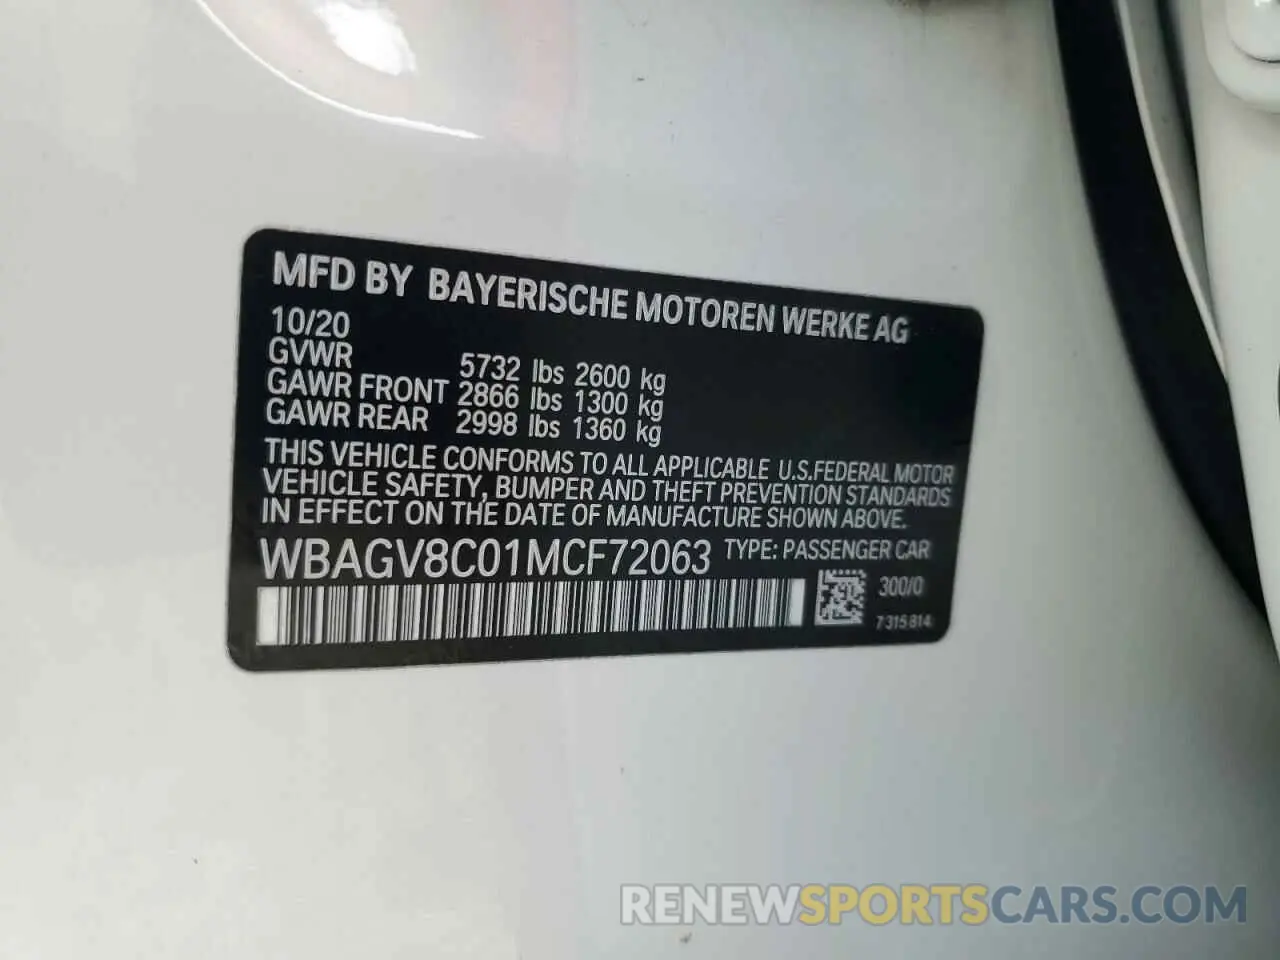 MFD BY BAYERISCHE MOTOREN WERKE AG
10/20
GVWR 5732 lbs 2600 kg
GAWR FRONT 2866 lbs 1300 kg
GAWR REAR 2998 lbs 1360 kg
THIS VEHICLE CONFORMS TO ALL APPLICABLE U.S.FEDERAL MOTOR
VEHICLE SAFETY, BUMPER AND THEFT PREVENTION STANDARDS
IN EFFECT ON THE DATE OF MANUFACTURE SHOWN ABOVE.
WBAGV8C01MCF72063 TYPE: PASSENGER CAR
300/0
7315814
RENEWSPORTSCARS.COM